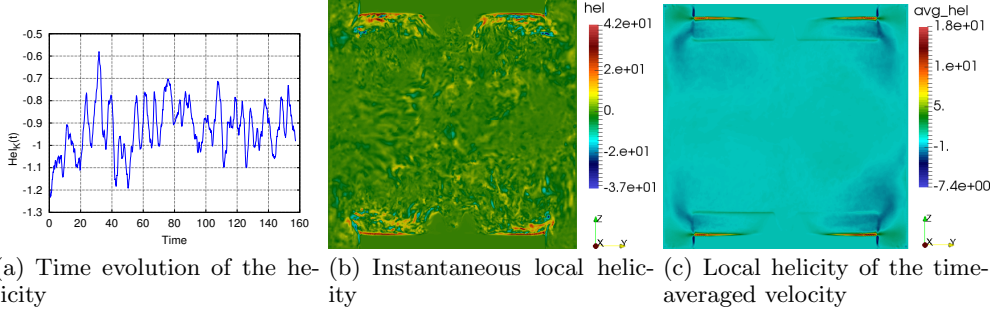 -0.5
-0.6
-0.7
-0.8
-0.9
-1
-1.1
-1.2
-1.3
Hel_k(t)
0 20 40 60 80 100 120 140 160
Time
hel
4.2e+01
2.e+01
0.
-2.e+01
-3.7e+01
Z
X Y
avg_hel
1.8e+01
1.e+01
5.
-1.
-7.4e+00
Z
X Y
(a) Time evolution of the he-
licity
(b) Instantaneous local helic-
ity
(c) Local helicity of the time-
averaged velocity